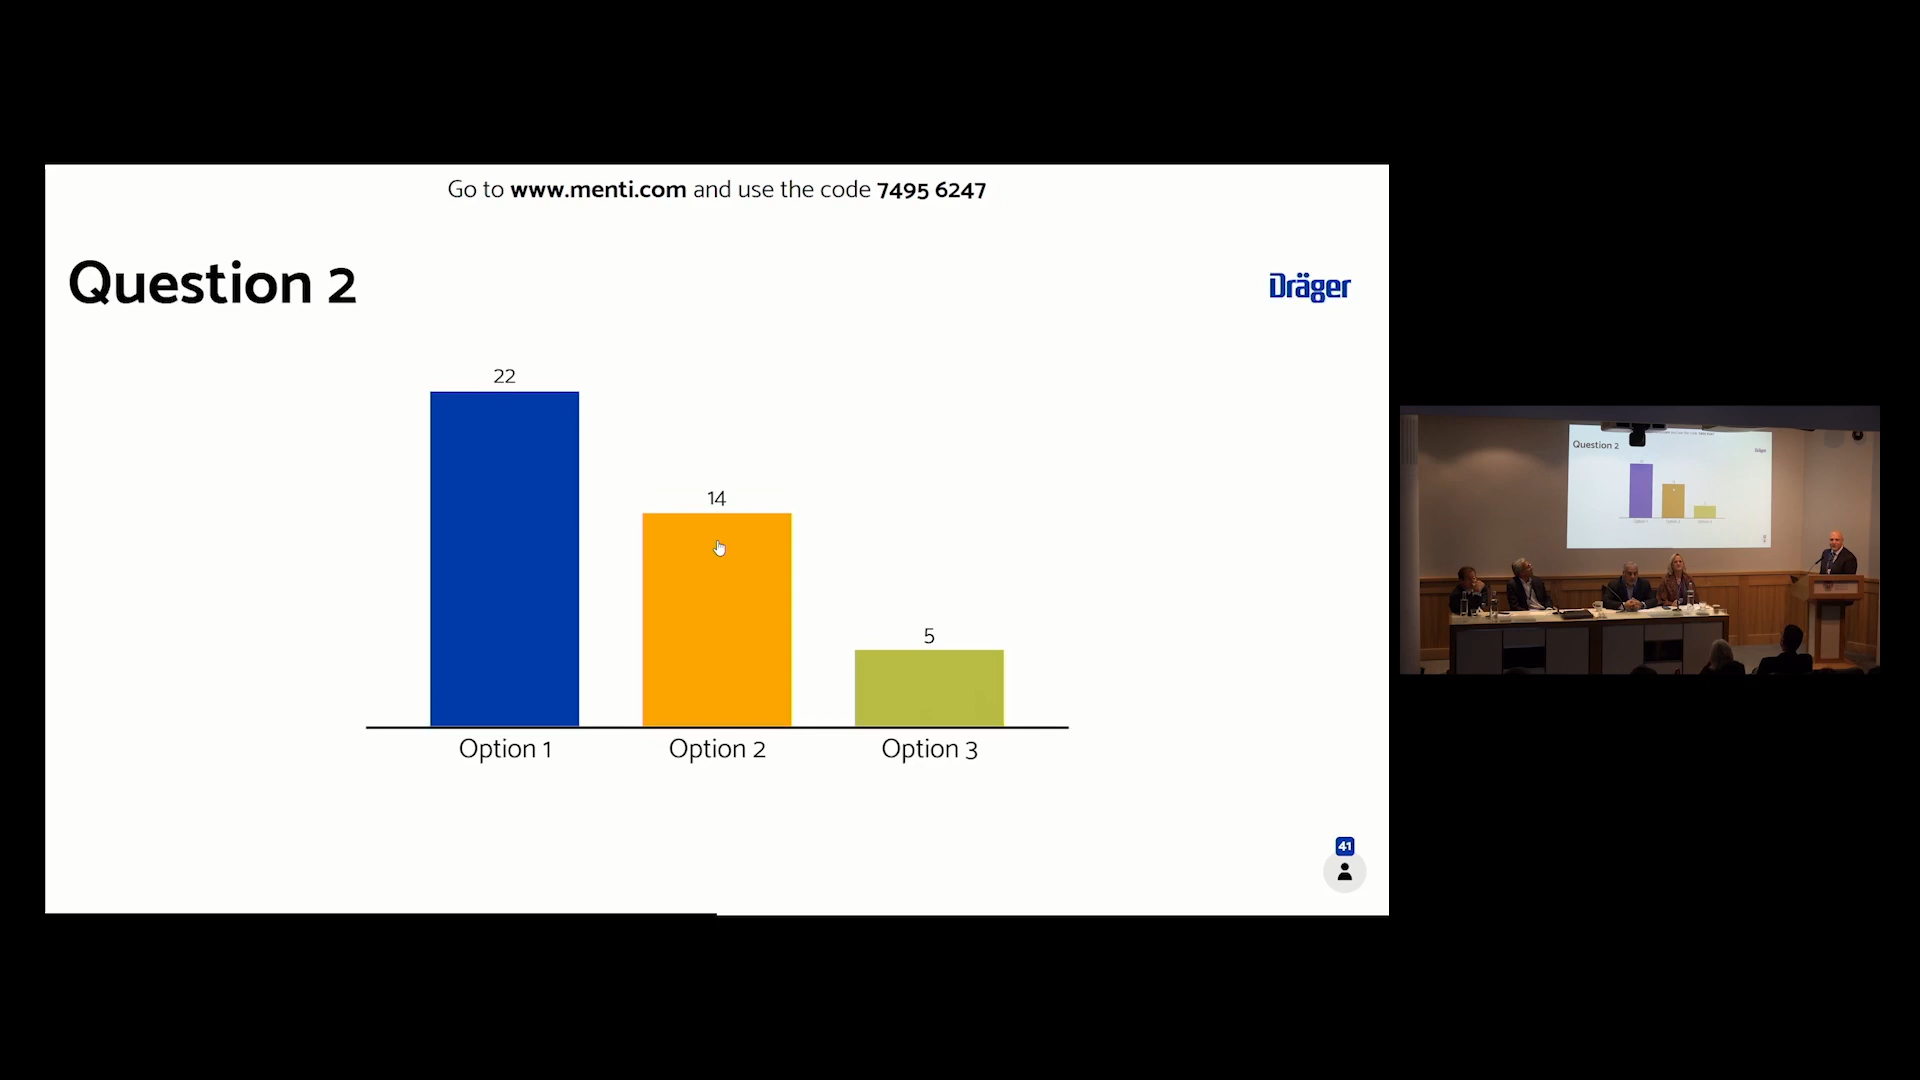 Go to www.menti.com and use the code 7495 6247
Question 2
Dräger
22
14
5
Option 1
Option 2
Option 3
41
Question 2
Dräger